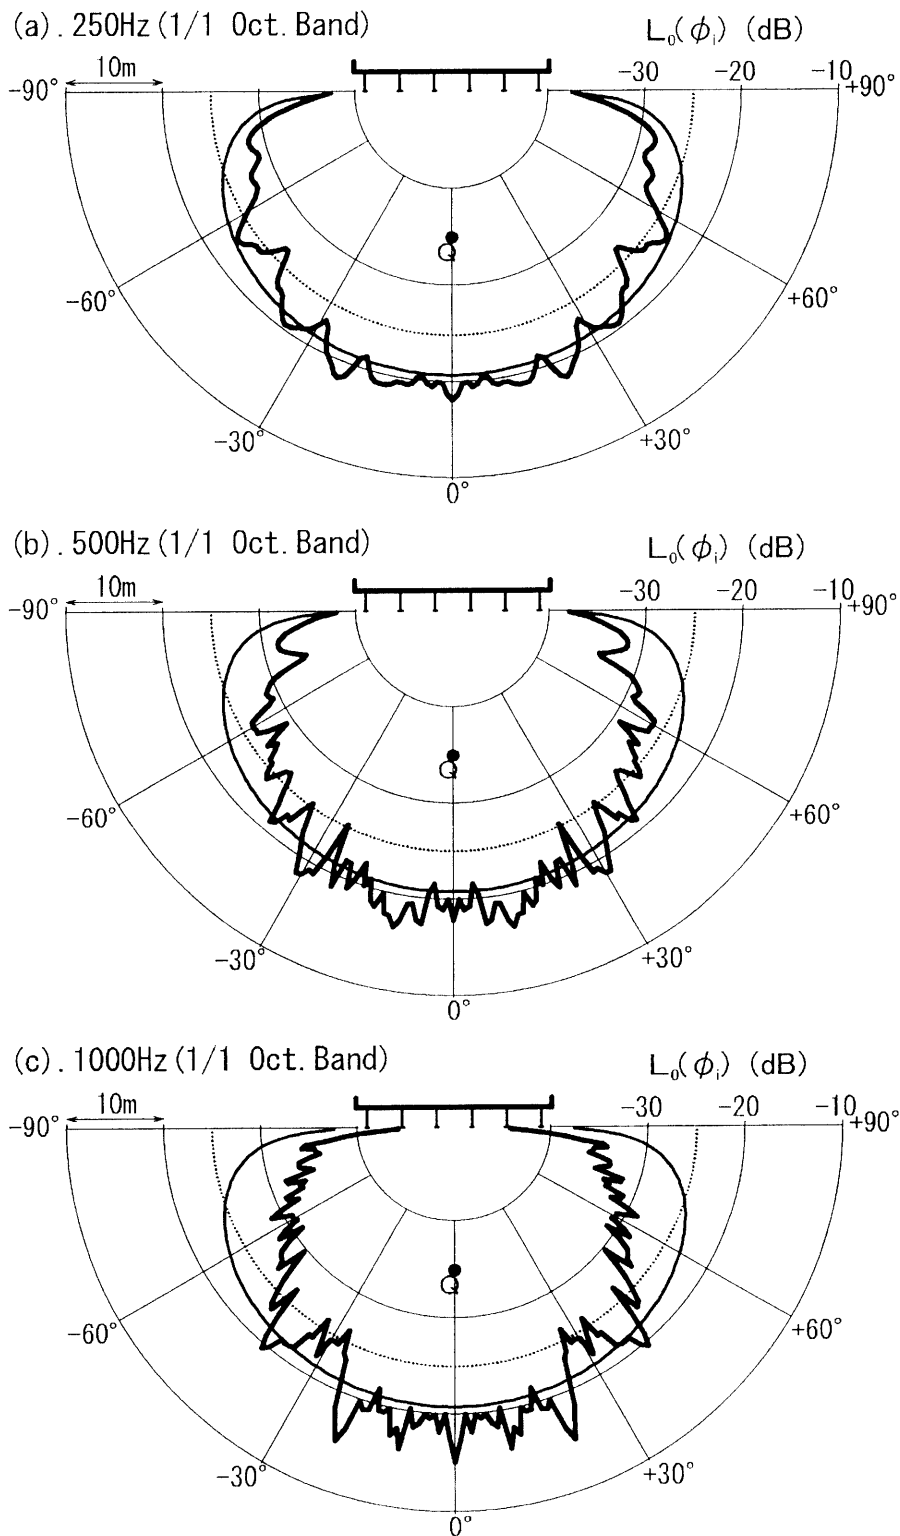 (a).250Hz(1/1 Oct.Band) L₀(ϕᵢ) (dB)
10m -30 -20 -10
-90° +90°
Q
-60° +60°
-30° +30°
0°
(b).500Hz(1/1 Oct.Band) L₀(ϕᵢ) (dB)
10m -30 -20 -10
-90° +90°
Q
-60° +60°
-30° +30°
0°
(c).1000Hz(1/1 Oct.Band) L₀(ϕᵢ) (dB)
10m -30 -20 -10
-90° +90°
Q
-60° +60°
-30° +30°
0°